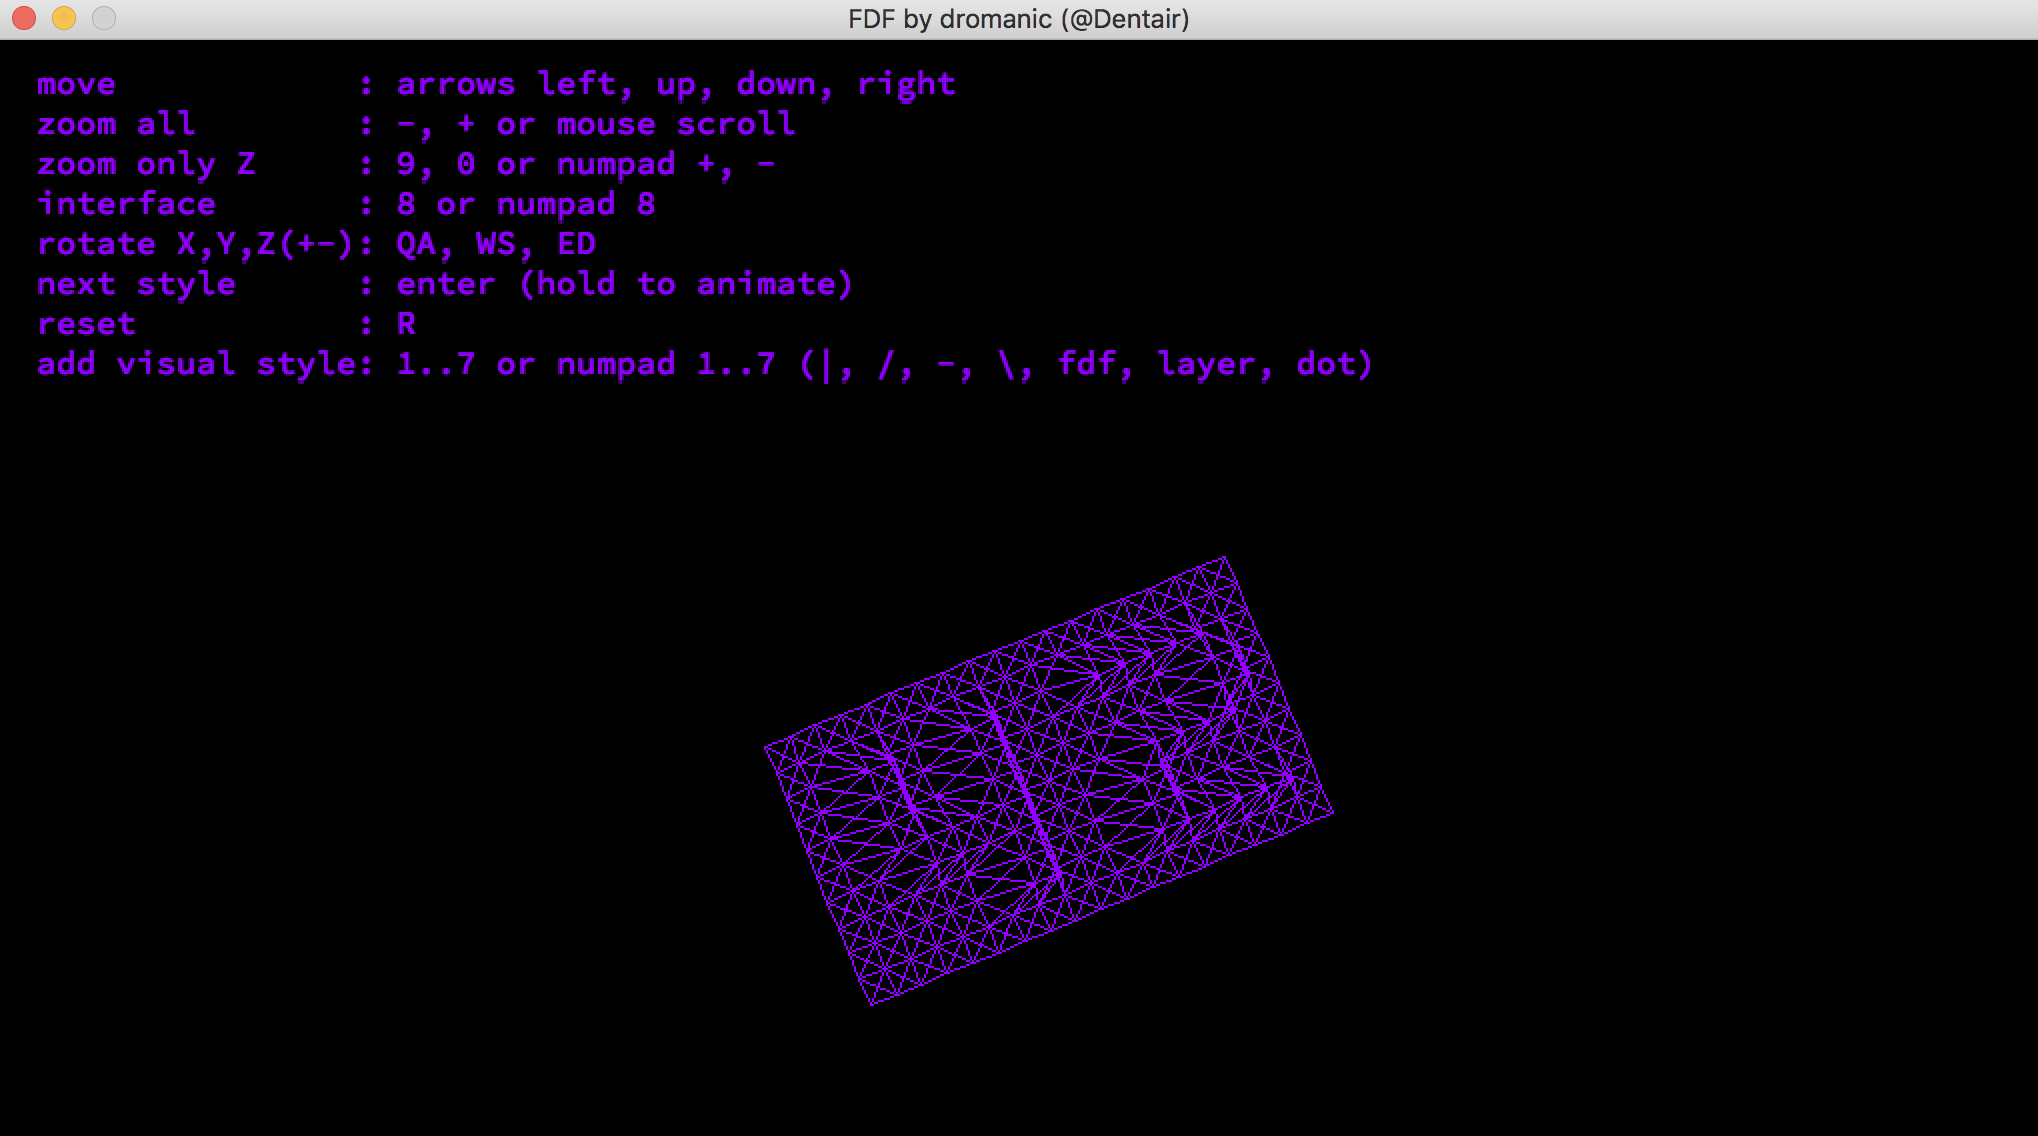 FDF by dromanic (@Dentair)
move            : arrows left, up, down, right
zoom all        : -, + or mouse scroll
zoom only Z     : 9, 0 or numpad +, -
interface       : 8 or numpad 8
rotate X,Y,Z(+-): QA, WS, ED
next style      : enter (hold to animate)
reset           : R
add visual style: 1..7 or numpad 1..7 (|, /, -, \, fdf, layer, dot)